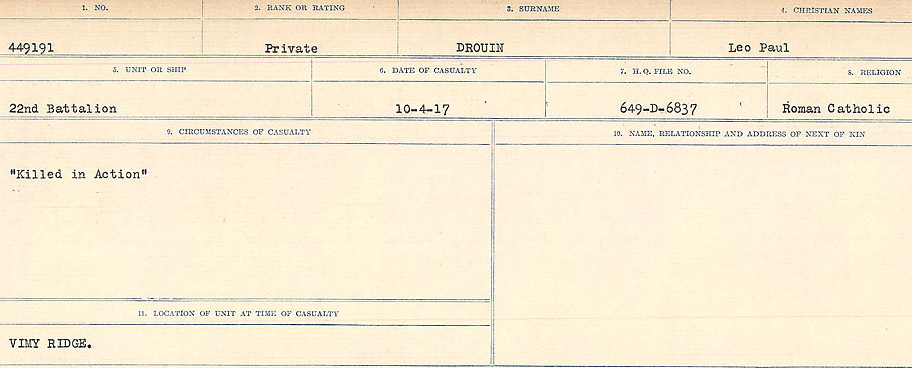 1. NO. 2. RANK OR RATING 3. SURNAME 4. CHRISTIAN NAMES
449191 Private DROUIN Leo Paul
5. UNIT OR SHIP 6. DATE OF CASUALTY 7. H.Q. FILE NO. 8. RELIGION
22nd Battalion 10-4-17 649-D-6837 Roman Catholic
9. CIRCUMSTANCES OF CASUALTY 10. NAME, RELATIONSHIP AND ADDRESS OF NEXT OF KIN
"Killed in Action"
11. LOCATION OF UNIT AT TIME OF CASUALTY
VIMY RIDGE.